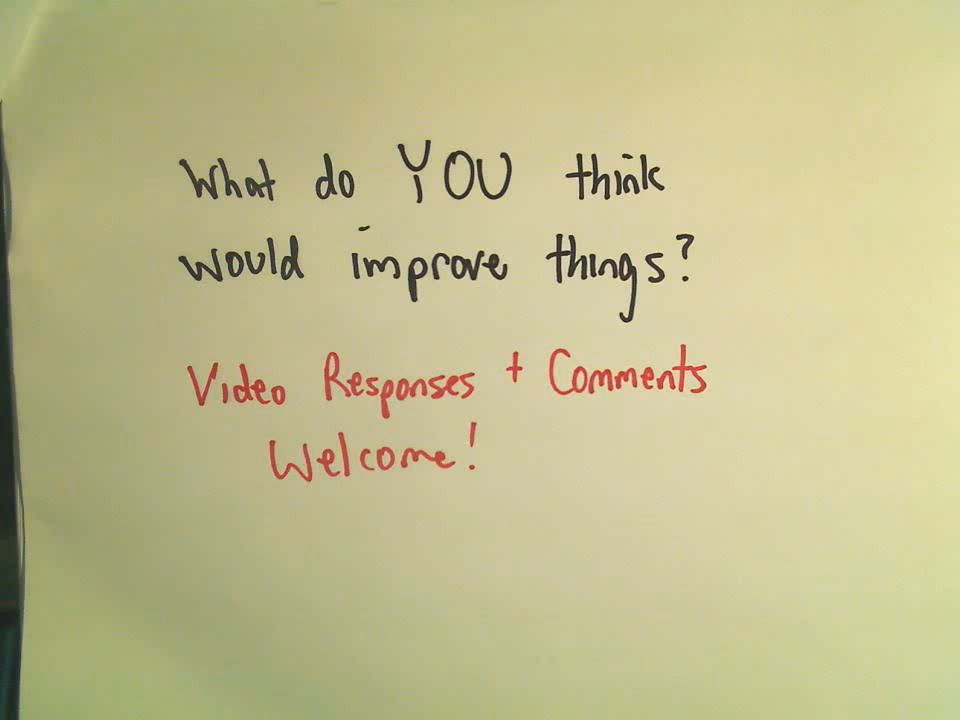 What do YOU think
would improve things?
Video Responses + Comments
Welcome!